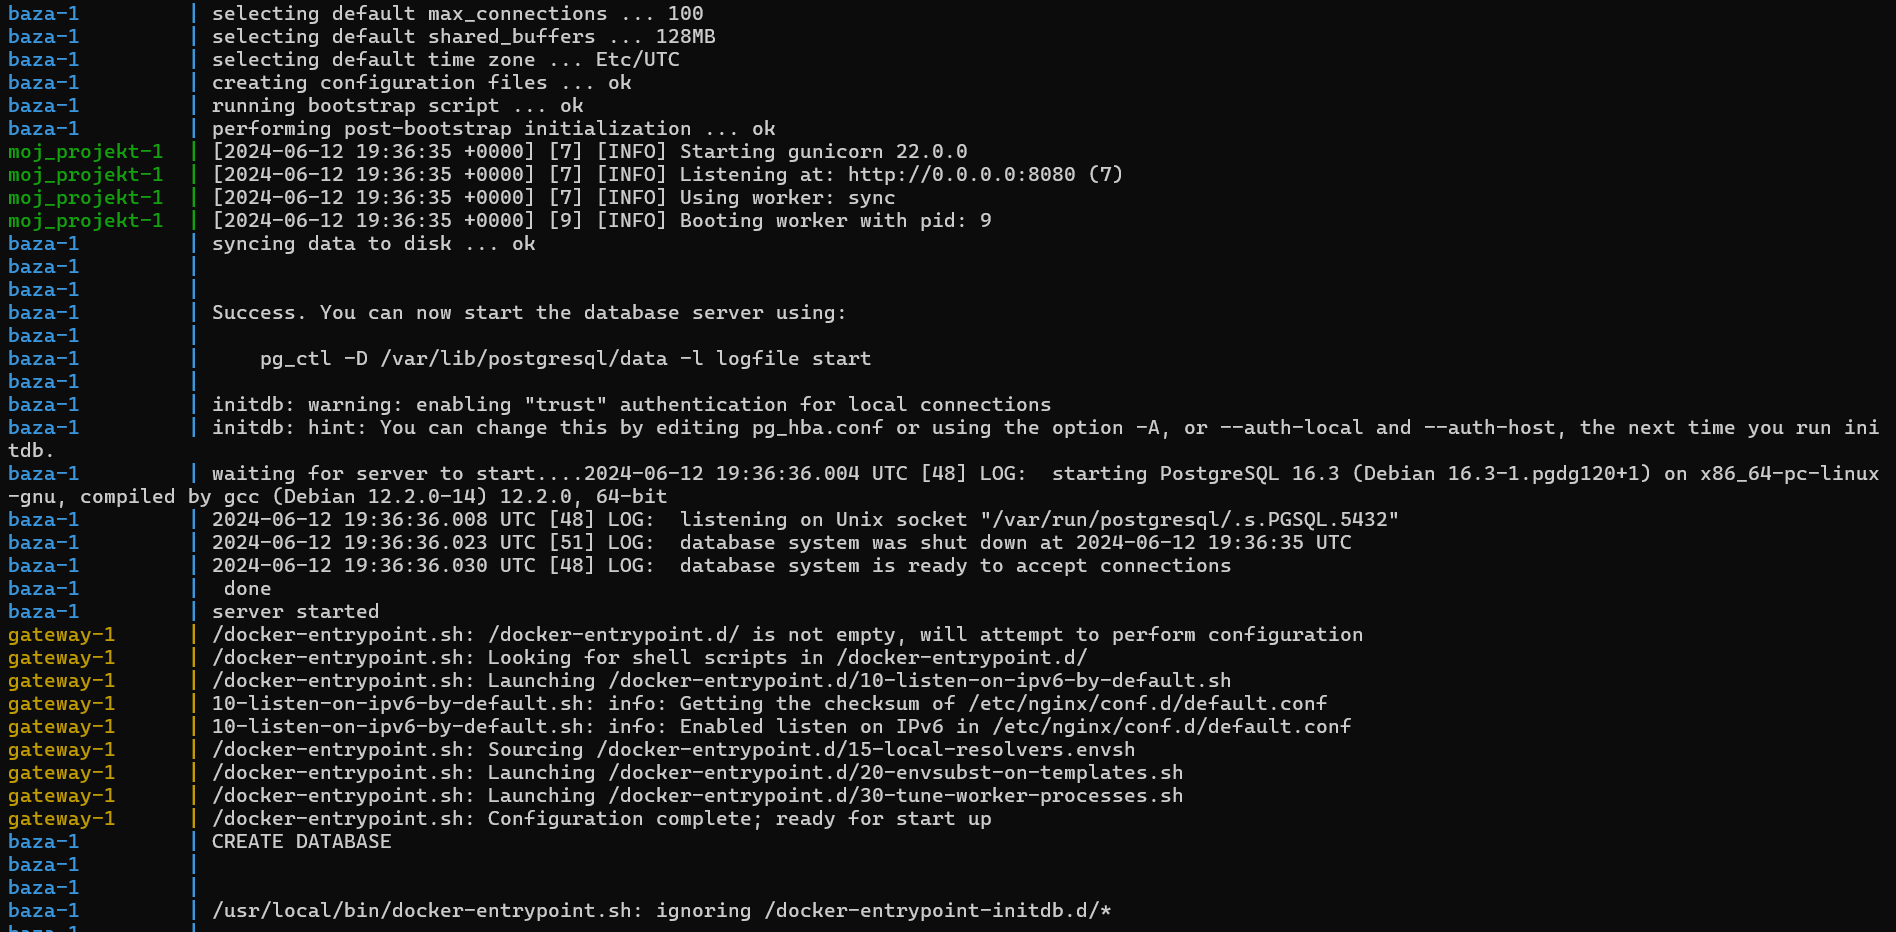 baza-1         | selecting default max_connections ... 100
baza-1         | selecting default shared_buffers ... 128MB
baza-1         | selecting default time zone ... Etc/UTC
baza-1         | creating configuration files ... ok
baza-1         | running bootstrap script ... ok
baza-1         | performing post-bootstrap initialization ... ok
moj_projekt-1  | [2024-06-12 19:36:35 +0000] [7] [INFO] Starting gunicorn 22.0.0
moj_projekt-1  | [2024-06-12 19:36:35 +0000] [7] [INFO] Listening at: http://0.0.0.0:8080 (7)
moj_projekt-1  | [2024-06-12 19:36:35 +0000] [7] [INFO] Using worker: sync
moj_projekt-1  | [2024-06-12 19:36:35 +0000] [9] [INFO] Booting worker with pid: 9
baza-1         | syncing data to disk ... ok
baza-1         |
baza-1         |
baza-1         | Success. You can now start the database server using:
baza-1         |
baza-1         |     pg_ctl -D /var/lib/postgresql/data -l logfile start
baza-1         |
baza-1         | initdb: warning: enabling "trust" authentication for local connections
baza-1         | initdb: hint: You can change this by editing pg_hba.conf or using the option -A, or --auth-local and --auth-host, the next time you run ini
tdb.
baza-1         | waiting for server to start....2024-06-12 19:36:36.004 UTC [48] LOG:  starting PostgreSQL 16.3 (Debian 16.3-1.pgdg120+1) on x86_64-pc-linux
-gnu, compiled by gcc (Debian 12.2.0-14) 12.2.0, 64-bit
baza-1         | 2024-06-12 19:36:36.008 UTC [48] LOG:  listening on Unix socket "/var/run/postgresql/.s.PGSQL.5432"
baza-1         | 2024-06-12 19:36:36.023 UTC [51] LOG:  database system was shut down at 2024-06-12 19:36:35 UTC
baza-1         | 2024-06-12 19:36:36.030 UTC [48] LOG:  database system is ready to accept connections
baza-1         |  done
baza-1         | server started
gateway-1      | /docker-entrypoint.sh: /docker-entrypoint.d/ is not empty, will attempt to perform configuration
gateway-1      | /docker-entrypoint.sh: Looking for shell scripts in /docker-entrypoint.d/
gateway-1      | /docker-entrypoint.sh: Launching /docker-entrypoint.d/10-listen-on-ipv6-by-default.sh
gateway-1      | 10-listen-on-ipv6-by-default.sh: info: Getting the checksum of /etc/nginx/conf.d/default.conf
gateway-1      | 10-listen-on-ipv6-by-default.sh: info: Enabled listen on IPv6 in /etc/nginx/conf.d/default.conf
gateway-1      | /docker-entrypoint.sh: Sourcing /docker-entrypoint.d/15-local-resolvers.envsh
gateway-1      | /docker-entrypoint.sh: Launching /docker-entrypoint.d/20-envsubst-on-templates.sh
gateway-1      | /docker-entrypoint.sh: Launching /docker-entrypoint.d/30-tune-worker-processes.sh
gateway-1      | /docker-entrypoint.sh: Configuration complete; ready for start up
baza-1         | CREATE DATABASE
baza-1         |
baza-1         |
baza-1         | /usr/local/bin/docker-entrypoint.sh: ignoring /docker-entrypoint-initdb.d/*
baza-1         |